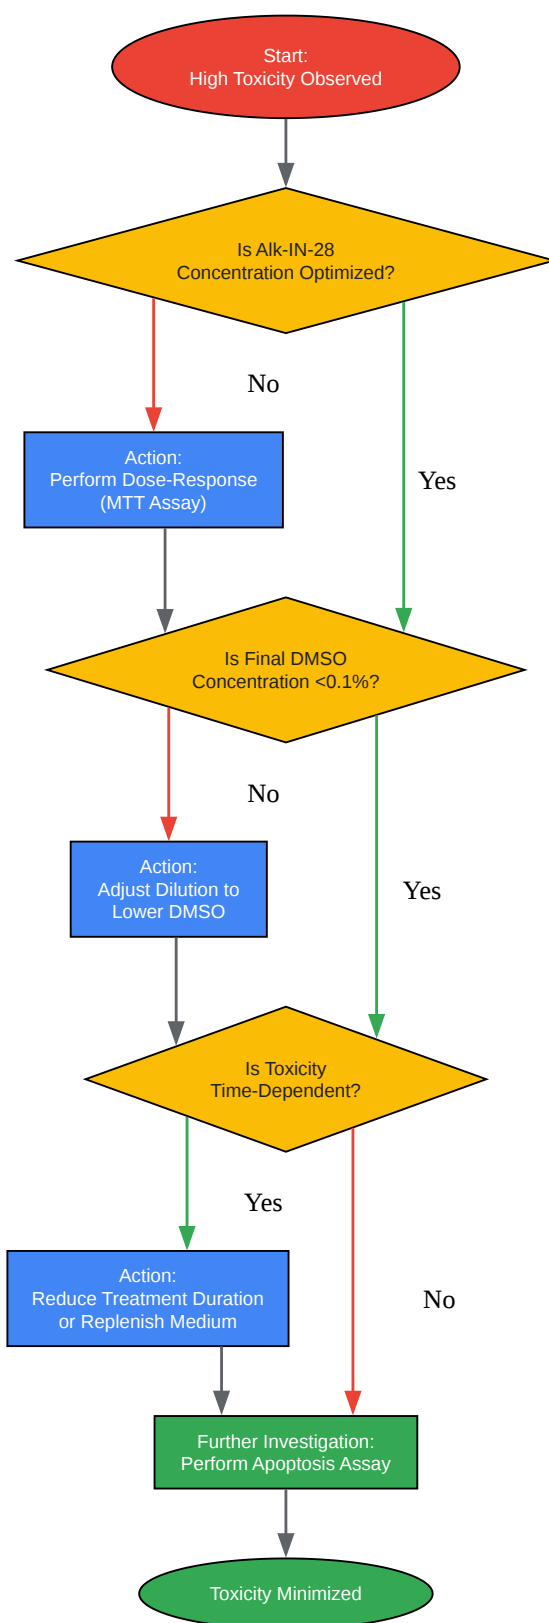 Start:
High Toxicity Observed
Is Alk-IN-28
Concentration Optimized?
No
Action:
Perform Dose-Response
(MTT Assay)
Yes
Is Final DMSO
Concentration <0.1%?
No
Action:
Adjust Dilution to
Lower DMSO
Yes
Is Toxicity
Time-Dependent?
Yes
Action:
Reduce Treatment Duration
or Replenish Medium
No
Further Investigation:
Perform Apoptosis Assay
Toxicity Minimized